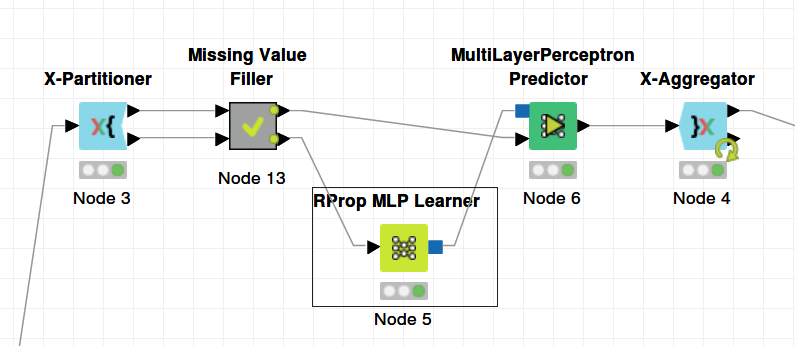 X-Partitioner
Node 3
Missing Value
Filler
Node 13
RProp MLP Learner
Node 5
MultiLayerPerceptron
Predictor
Node 6
X-Aggregator
Node 4